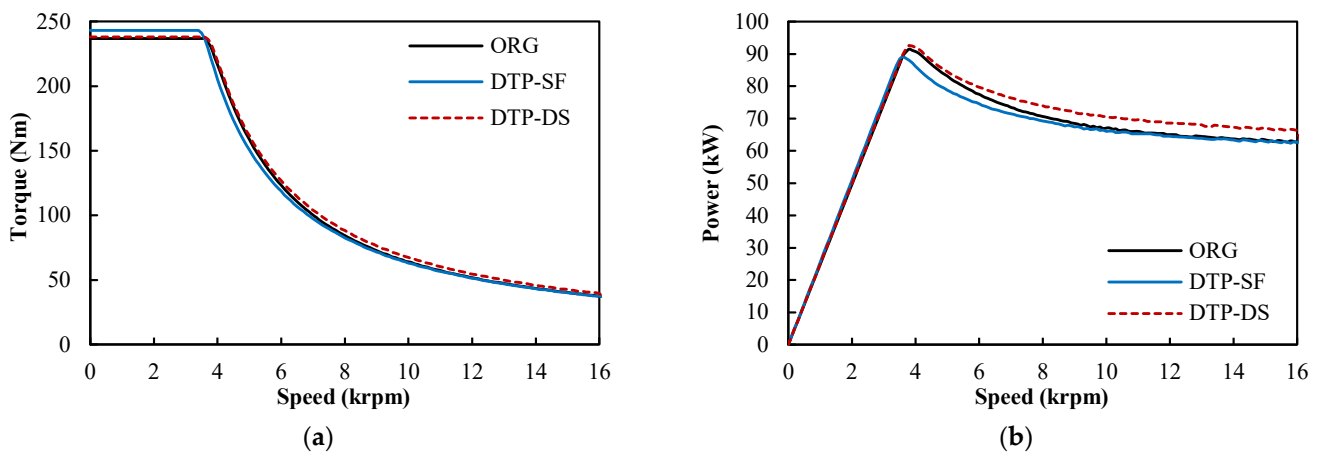 250
200
150
100
50
0
Torque (Nm)
ORG
DTP-SF
DTP-DS
0 2 4 6 8 10 12 14 16
Speed (krpm)
(a)
100
90
80
70
60
50
40
30
20
10
0
Power (kW)
ORG
DTP-SF
DTP-DS
0 2 4 6 8 10 12 14 16
Speed (krpm)
(b)